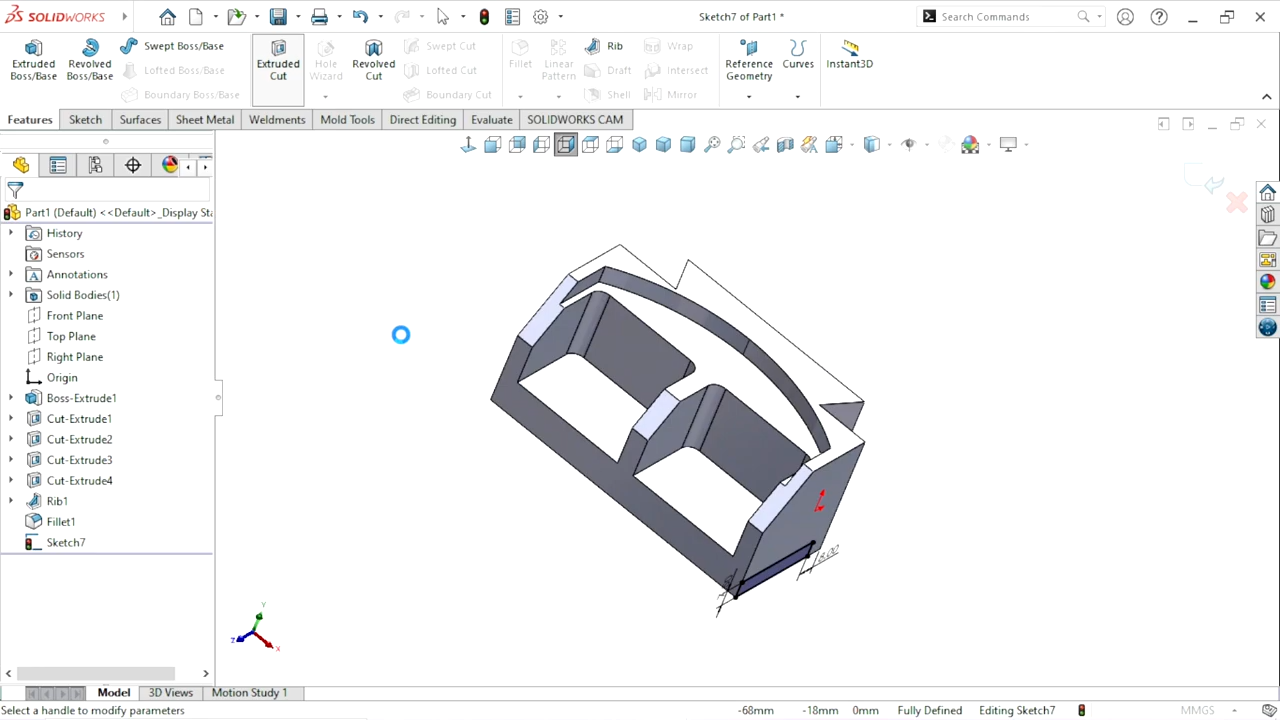 SOLIDWORKS
Sketch7 of Part1 *
Search Commands
Extruded Boss/Base
Revolved Boss/Base
Swept Boss/Base
Lofted Boss/Base
Boundary Boss/Base
Extruded Cut
Hole Wizard
Revolved Cut
Swept Cut
Lofted Cut
Boundary Cut
Fillet
Linear Pattern
Rib
Draft
Shell
Wrap
Intersect
Mirror
Reference Geometry
Curves
Instant3D
Features
Sketch
Surfaces
Sheet Metal
Weldments
Mold Tools
Direct Editing
Evaluate
SOLIDWORKS CAM
Part1 (Default) <<Default>_Display Sta
History
Sensors
Annotations
Solid Bodies(1)
Front Plane
Top Plane
Right Plane
Origin
Boss-Extrude1
Cut-Extrude1
Cut-Extrude2
Cut-Extrude3
Cut-Extrude4
Rib1
Fillet1
Sketch7
Y
Z
X
Model
3D Views
Motion Study 1
Select a handle to modify parameters
-68mm
-18mm
0mm
Fully Defined
Editing Sketch7
MMGS